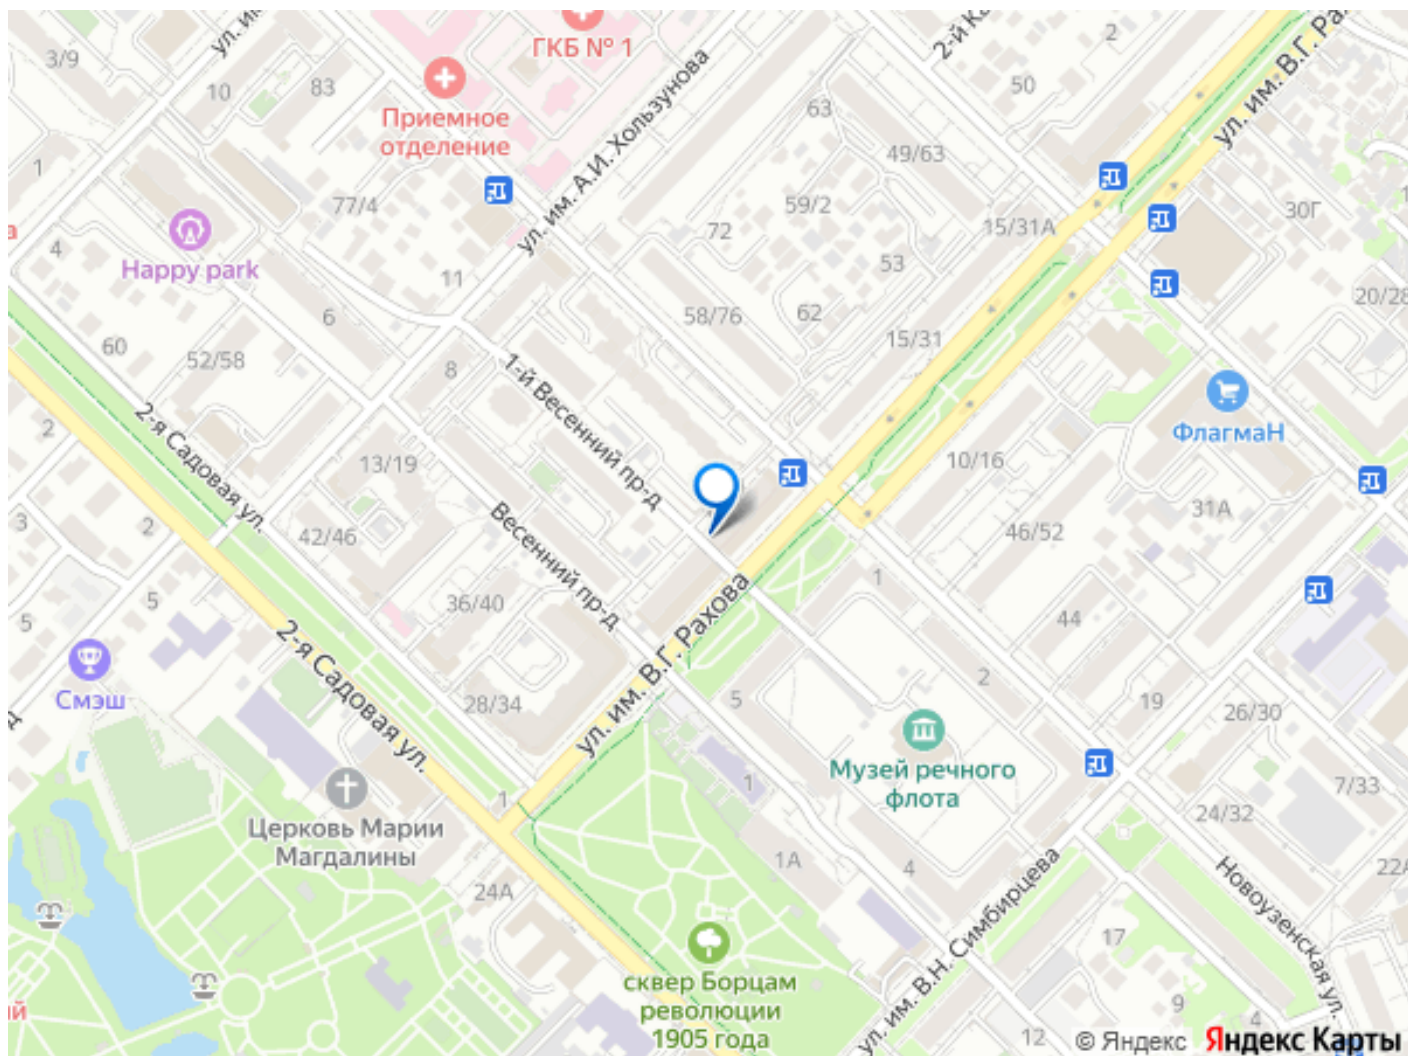 3/9
ул. и
10
83
ГКБ № 1
Приемное
отделение
1
77/4
ул. им. А.И. Хользунова
2
50
63
49/63
59/2
72
15/31А
ул. им. В.Г. Ра
30Г
а
4
Happy park
11
53
20/28
6
58/76
62
15/31
60
52/58
8
1-й Весенний пр-д
ФлагмаН
2
2-я Садовая ул.
13/19
10/16
31А
3
2
42/46
Весенний пр-д
46/52
5
5
36/40
ул. им. В.Г. Рахова
1
44
2-я Садовая ул.
Смэш
28/34
5
2
19
26/30
Музей речного
флота
1
7/33
1
Церковь Марии
Магдалины
24/32
1А
4
22А
24А
Новоузенская ул.
ул. им. В.Н. Симбирцева
17
сквер Борцам
революции
1905 года
9
4
12
ий
© Яндекс Яндекс Карты